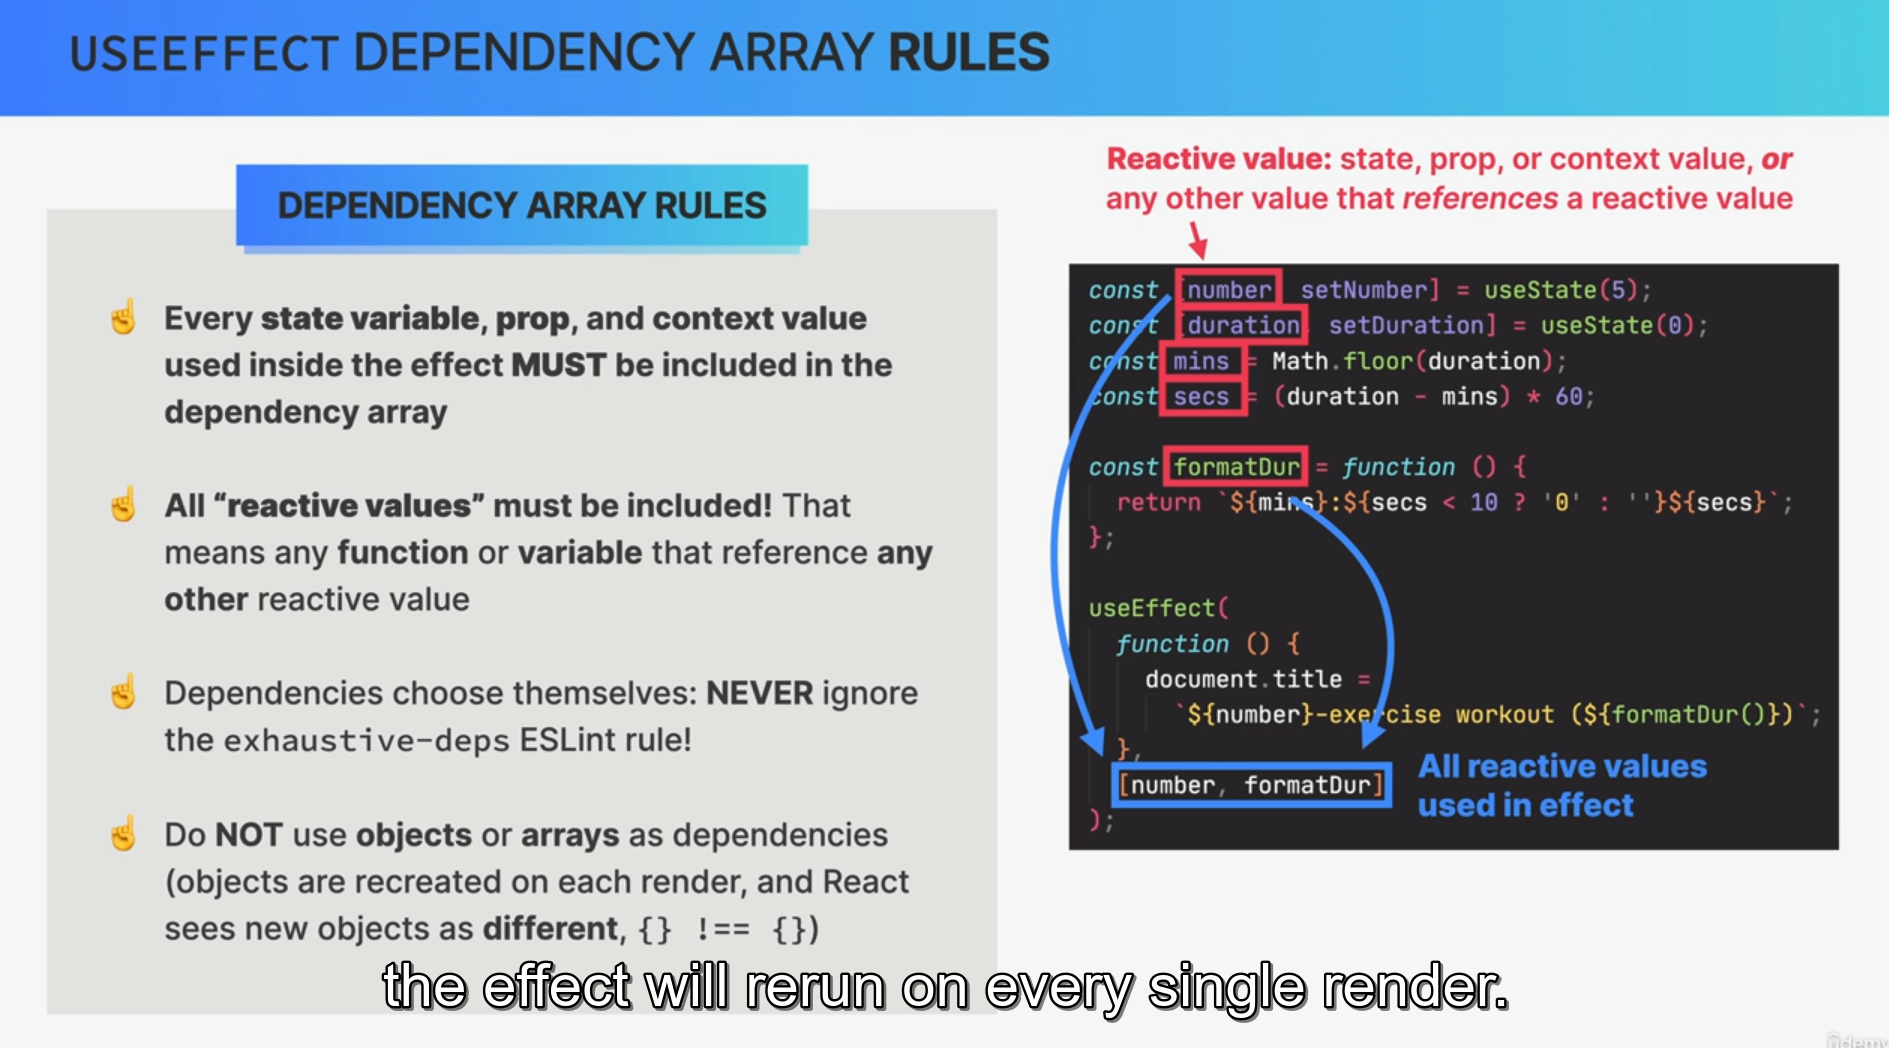 USEEFFECT DEPENDENCY ARRAY RULES
DEPENDENCY ARRAY RULES
☝️ Every state variable, prop, and context value
used inside the effect MUST be included in the
dependency array
☝️ All “reactive values” must be included! That
means any function or variable that reference any
other reactive value
☝️ Dependencies choose themselves: NEVER ignore
the exhaustive-deps ESLint rule!
☝️ Do NOT use objects or arrays as dependencies
(objects are recreated on each render, and React
sees new objects as different, {} !== {})
Reactive value: state, prop, or context value, or
any other value that references a reactive value
const [number, setNumber] = useState(5);
const [duration, setDuration] = useState(0);
const mins = Math.floor(duration);
const secs = (duration - mins) * 60;
const formatDur = function () {
return `${mins}:${secs < 10 ? '0' : ''}${secs}`;
};
useEffect(
function () {
document.title =
`${number}-exercise workout (${formatDur()})`;
},
[number, formatDur]
);
All reactive values
used in effect
the effect will rerun on every single render.
ûdemy